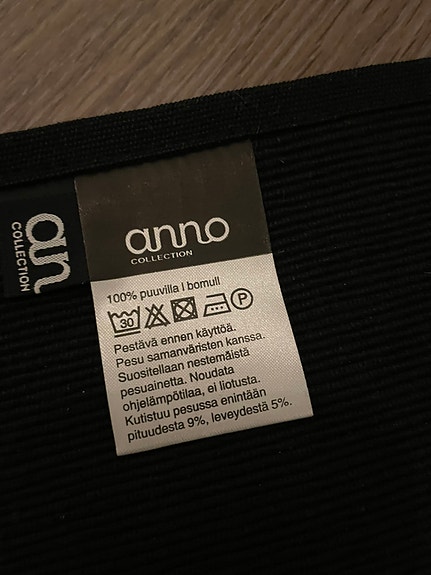 an
COLLECTION
anno
COLLECTION
100% puuvilla I bomull
30 P
Pestävä ennen käyttöä.
Pesu samanväristen kanssa.
Suositellaan nestemäistä
pesuainetta. Noudata
ohjelämpötilaa, ei liotusta.
Kutistuu pesussa enintään
pituudesta 9%, leveydestä 5%.